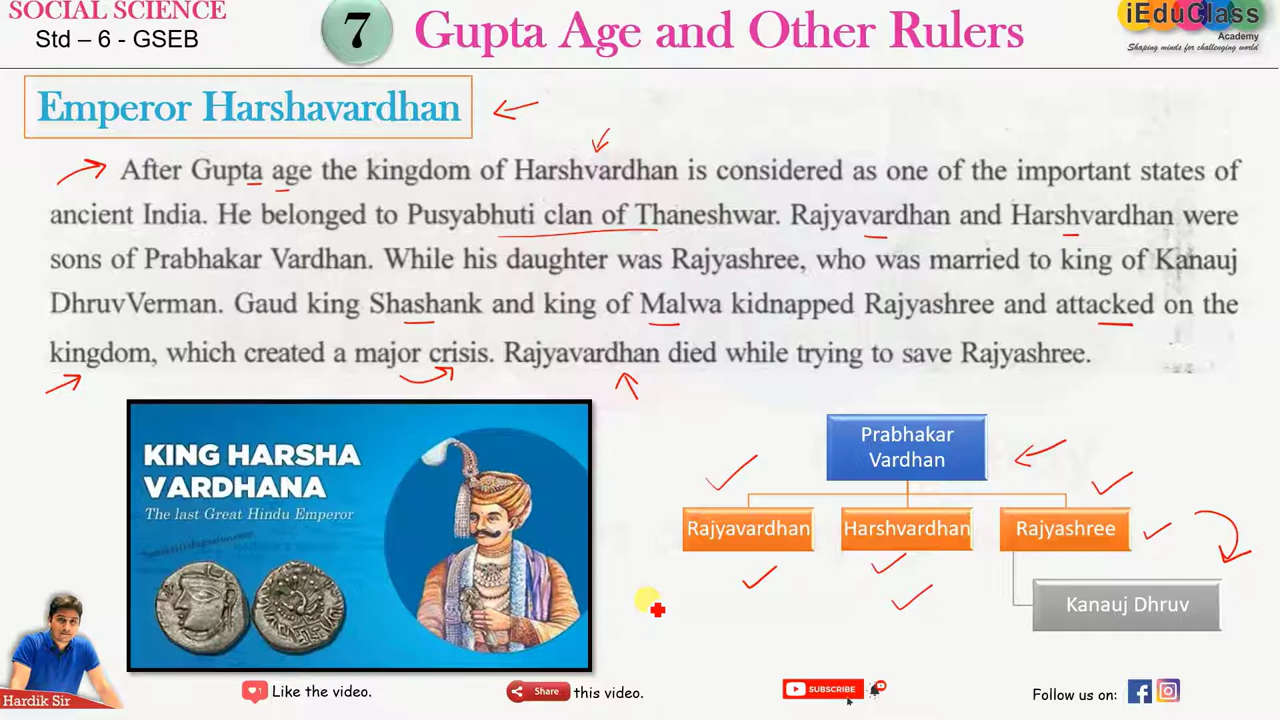 SOCIAL SCIENCE
Std – 6 - GSEB
7
Gupta Age and Other Rulers
iEduClass
Academy
Shaping minds for challenging world
Emperor Harshavardhan
After Gupta age the kingdom of Harshvardhan is considered as one of the important states of
ancient India. He belonged to Pusyabhuti clan of Thaneshwar. Rajyavardhan and Harshvardhan were
sons of Prabhakar Vardhan. While his daughter was Rajyashree, who was married to king of Kanauj
DhruvVerman. Gaud king Shashank and king of Malwa kidnapped Rajyashree and attacked on the
kingdom, which created a major crisis. Rajyavardhan died while trying to save Rajyashree.
KING HARSHA
VARDHANA
The last Great Hindu Emperor
Prabhakar
Vardhan
Rajyavardhan
Harshvardhan
Rajyashree
Kanauj Dhruv
Hardik Sir
1
Like the video.
Share
this video.
SUBSCRIBE
Follow us on: